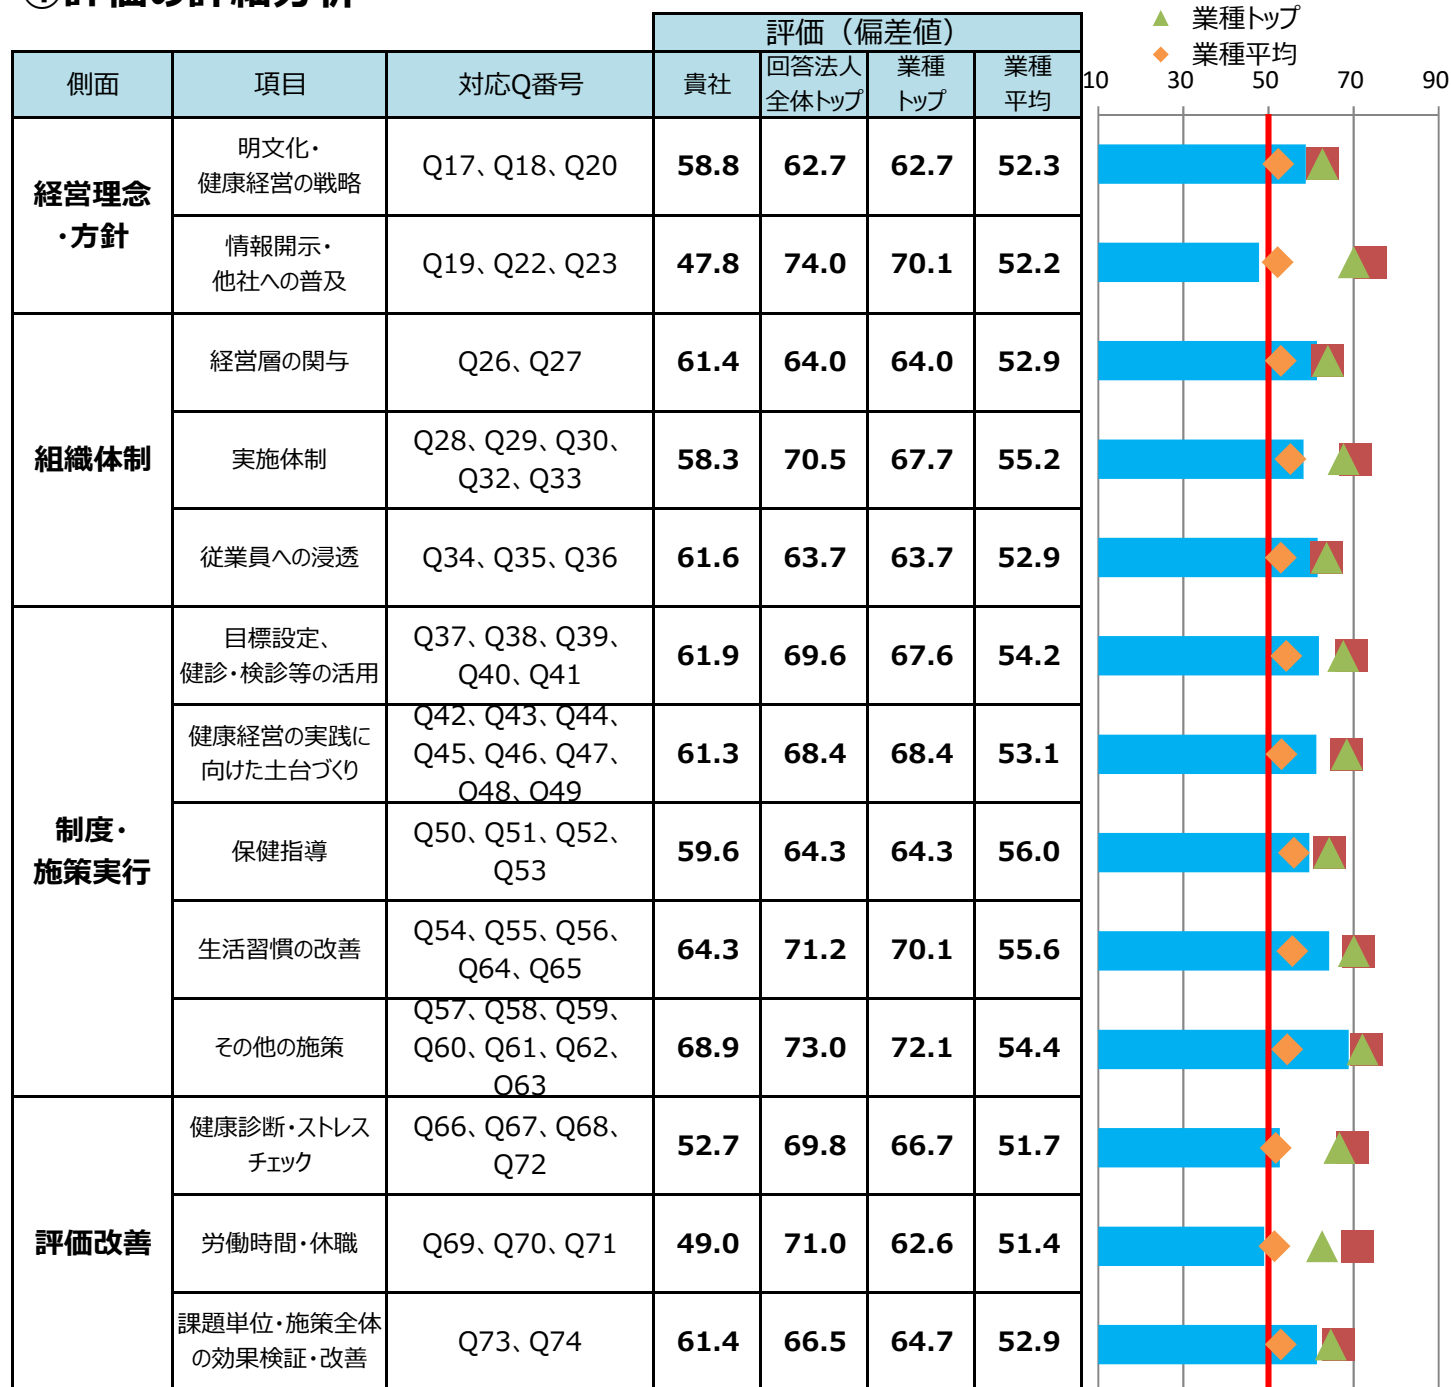 ①評価の詳細分析
▲ 業種トップ
◆ 業種平均
評価（偏差値）
側面 項目 対応Q番号 貴社 回答法人 業種 業種
全体トップ トップ 平均
10 30 50 70 90
経営理念
・方針
明文化・
健康経営の戦略
Q17、Q18、Q20 58.8 62.7 62.7 52.3
情報開示・
他社への普及
Q19、Q22、Q23 47.8 74.0 70.1 52.2
組織体制
経営層の関与 Q26、Q27 61.4 64.0 64.0 52.9
実施体制
Q28、Q29、Q30、
Q32、Q33
58.3 70.5 67.7 55.2
従業員への浸透 Q34、Q35、Q36 61.6 63.7 63.7 52.9
制度・
施策実行
目標設定、
健診・検診等の活用
Q37、Q38、Q39、
Q40、Q41
61.9 69.6 67.6 54.2
健康経営の実践に
向けた土台づくり
Q42、Q43、Q44、
Q45、Q46、Q47、
Q48、Q49
61.3 68.4 68.4 53.1
保健指導
Q50、Q51、Q52、
Q53
59.6 64.3 64.3 56.0
生活習慣の改善
Q54、Q55、Q56、
Q64、Q65
64.3 71.2 70.1 55.6
その他の施策
Q57、Q58、Q59、
Q60、Q61、Q62、
Q63
68.9 73.0 72.1 54.4
評価改善
健康診断・ストレス
チェック
Q66、Q67、Q68、
Q72
52.7 69.8 66.7 51.7
労働時間・休職 Q69、Q70、Q71 49.0 71.0 62.6 51.4
課題単位・施策全体
の効果検証・改善
Q73、Q74 61.4 66.5 64.7 52.9